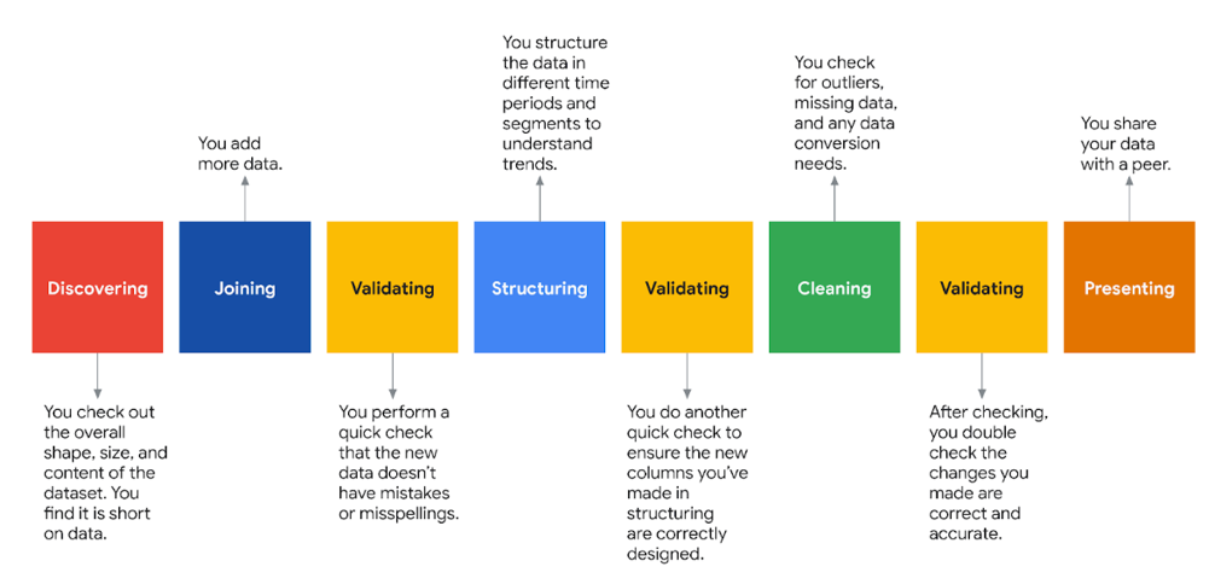 You structure
the data in
different time
periods and
segments to
understand
trends.
You check
for outliers,
missing data,
and any data
conversion
needs.
You add
more data.
You share
your data
with a peer.
Discovering
Joining
Validating
Structuring
Validating
Cleaning
Validating
Presenting
You check out
the overall
shape, size, and
content of the
dataset. You
find it is short
on data.
You perform a
quick check
that the new
data doesn't
have mistakes
or misspellings.
You do another
quick check to
ensure the new
columns you've
made in
structuring
are correctly
designed.
After checking,
you double
check the
changes you
made are
correct and
accurate.